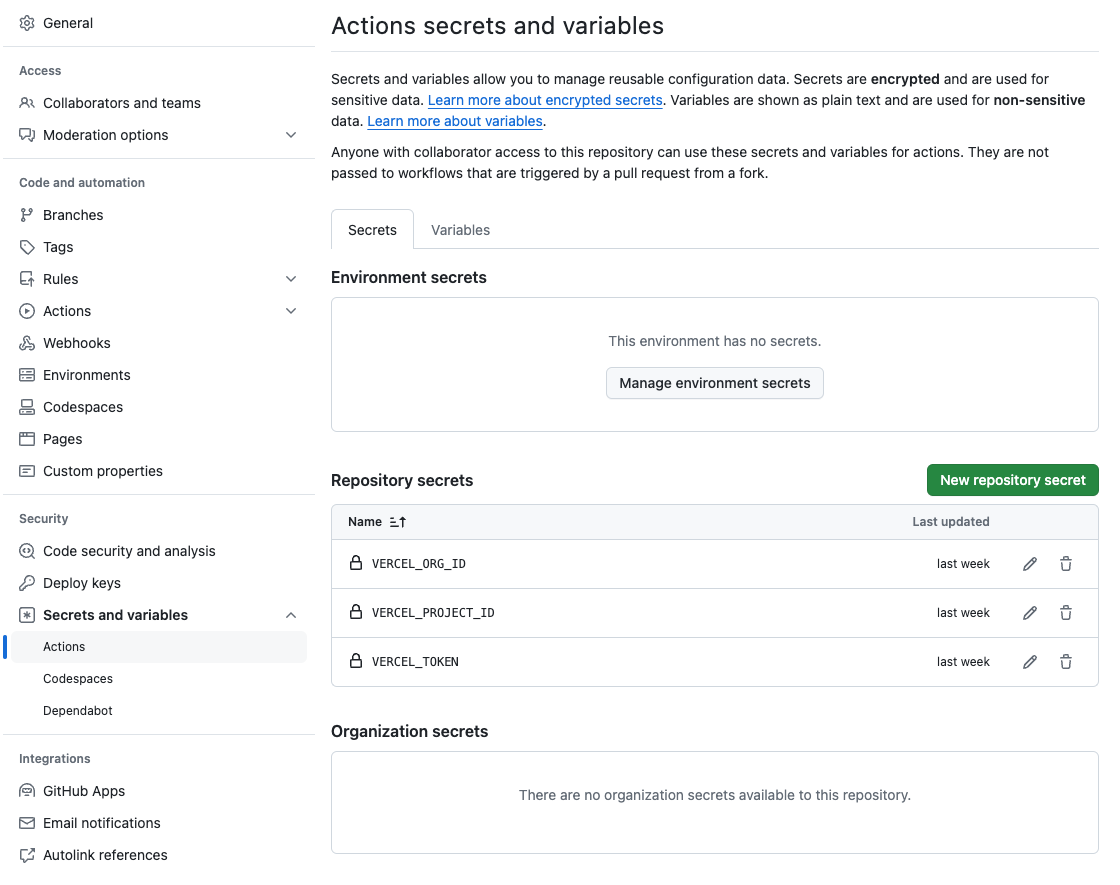 General
Access
Collaborators and teams
Moderation options
Code and automation
Branches
Tags
Rules
Actions
Webhooks
Environments
Codespaces
Pages
Custom properties
Security
Code security and analysis
Deploy keys
Secrets and variables
Actions
Codespaces
Dependabot
Integrations
GitHub Apps
Email notifications
Autolink references
Actions secrets and variables
Secrets and variables allow you to manage reusable configuration data. Secrets are encrypted and are used for
sensitive data. Learn more about encrypted secrets. Variables are shown as plain text and are used for non-sensitive
data. Learn more about variables.
Anyone with collaborator access to this repository can use these secrets and variables for actions. They are not
passed to workflows that are triggered by a pull request from a fork.
Secrets Variables
Environment secrets
This environment has no secrets.
Manage environment secrets
Repository secrets New repository secret
Name Last updated
VERCEL_ORG_ID last week
VERCEL_PROJECT_ID last week
VERCEL_TOKEN last week
Organization secrets
There are no organization secrets available to this repository.